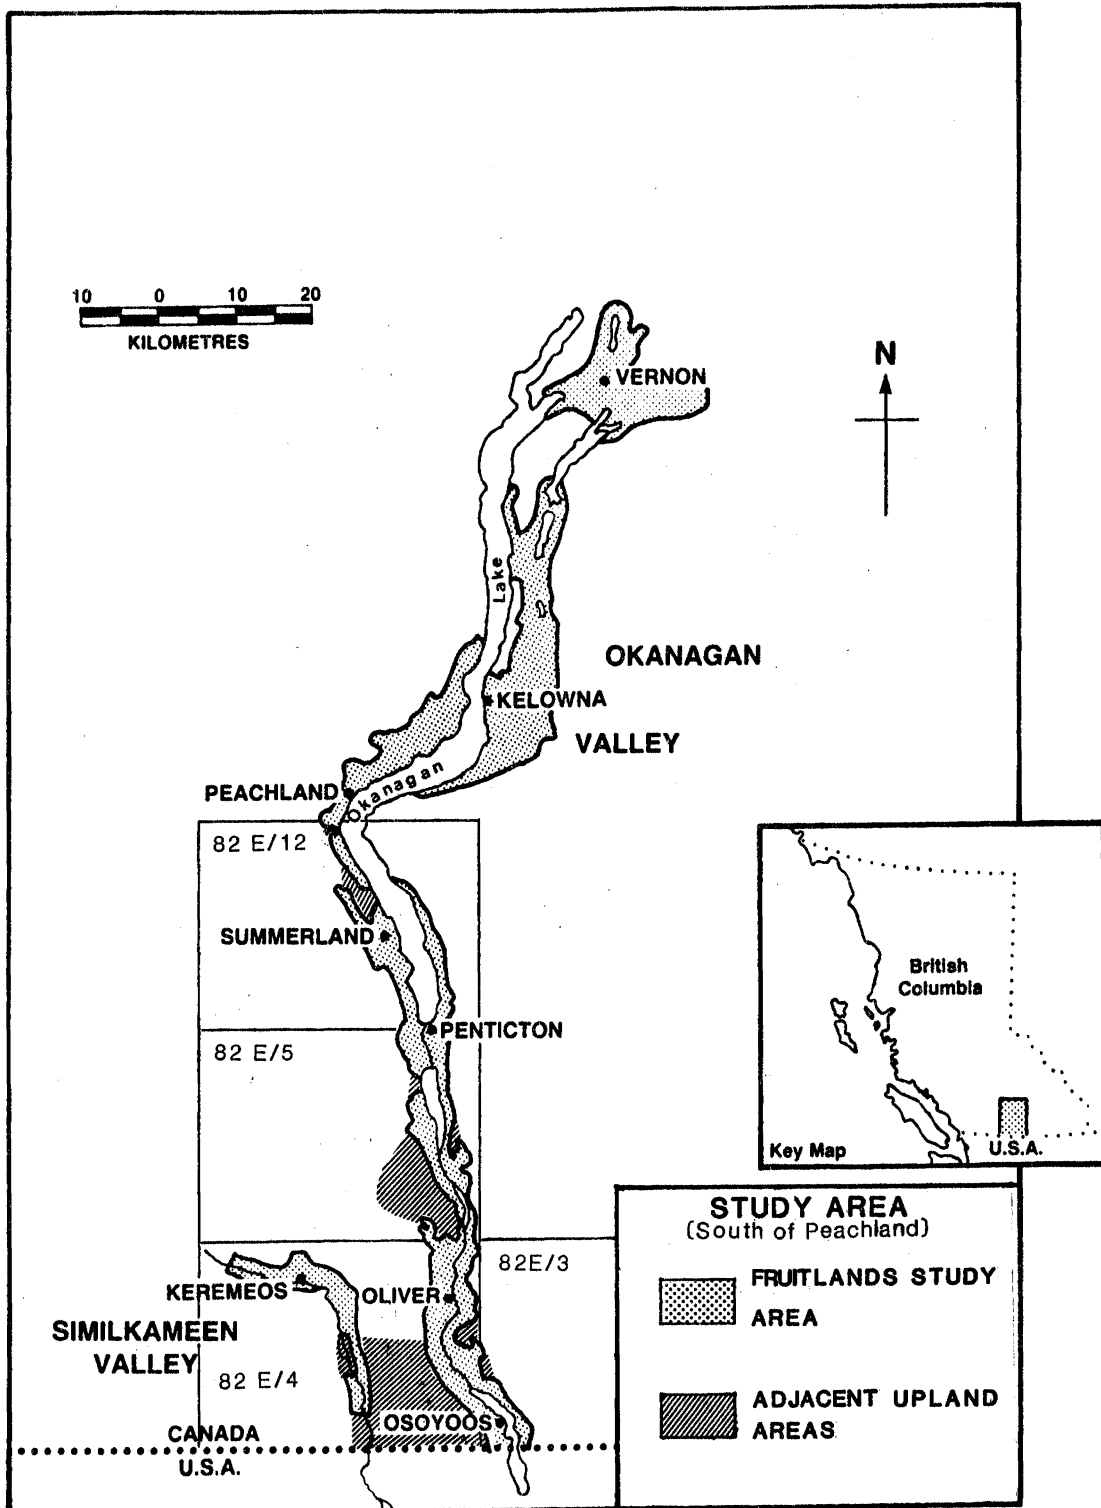 10 0 10 20
KILOMETRES
N
VERNON
Lake
OKANAGAN
KELOWNA
VALLEY
Okanagan
PEACHLAND
82 E/12
SUMMERLAND
British
Columbia
PENTICTON
82 E/5
Key Map
U.S.A.
STUDY AREA
(South of Peachland)
FRUITLANDS STUDY
AREA
82E/3
KEREMEOS
OLIVER
SIMILKAMEEN
VALLEY
82 E/4
ADJACENT UPLAND
AREAS
OSOYOOS
CANADA
U.S.A.